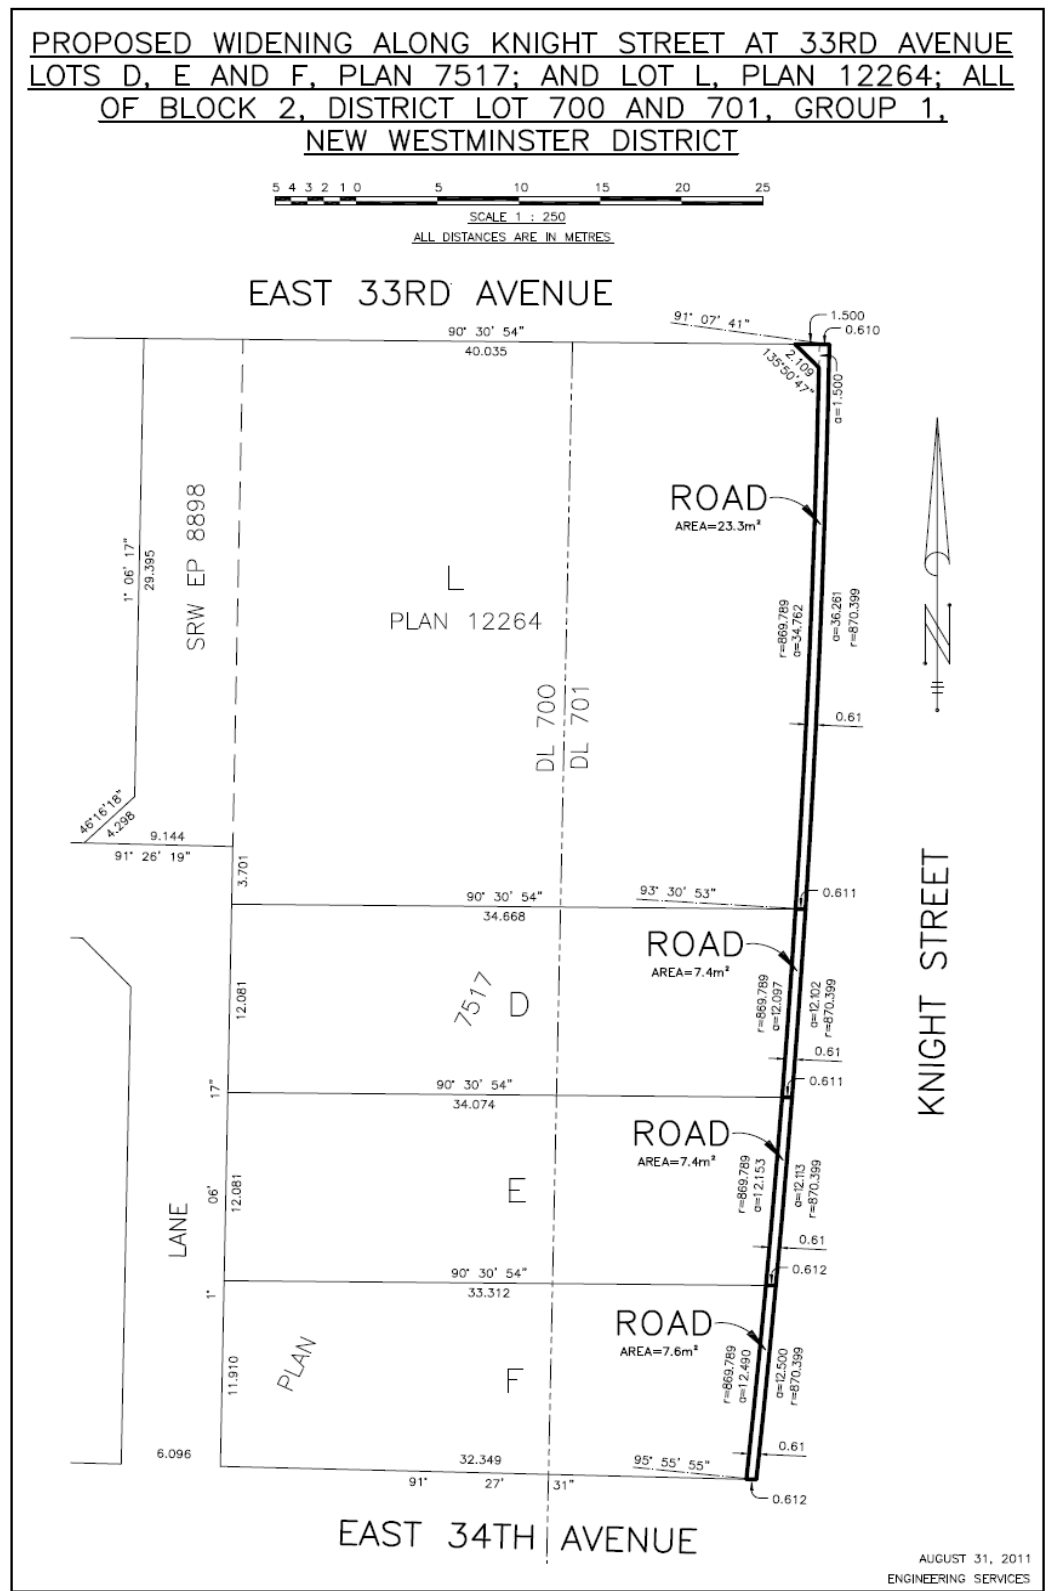 PROPOSED WIDENING ALONG KNIGHT STREET AT 33RD AVENUE
LOTS D, E AND F, PLAN 7517; AND LOT L, PLAN 12264; ALL
OF BLOCK 2, DISTRICT LOT 700 AND 701, GROUP 1,
NEW WESTMINSTER DISTRICT
5 4 3 2 1 0 5 10 15 20 25
SCALE 1 : 250
ALL DISTANCES ARE IN METRES
EAST 33RD AVENUE
91° 07' 41"
1.500
0.610
90° 30' 54"
40.035
2.109
135°50'47"
a=1.500
SRW EP 8898
1° 06' 17"
29.395
ROAD
AREA=23.3m²
L
PLAN 12264
r=869.789
a=34.762
a=36.261
r=870.399
DL 700
DL 701
0.61
46°16'18"
4.298
9.144
91° 26' 19"
3.701
90° 30' 54"
34.668
93° 30' 53"
0.611
KNIGHT STREET
ROAD
AREA=7.4m²
7517
D
12.081
r=869.789
a=12.097
a=12.102
r=870.399
0.61
90° 30' 54"
34.074
0.611
17"
ROAD
AREA=7.4m²
E
06'
12.081
r=869.789
a=12.153
a=12.113
r=870.399
LANE
0.61
90° 30' 54"
33.312
0.612
1°
ROAD
AREA=7.6m²
PLAN
F
11.910
r=869.789
a=12.490
a=12.500
r=870.399
0.61
6.096
32.349
95° 55' 55"
91° 27' 31"
0.612
EAST 34TH AVENUE
AUGUST 31, 2011
ENGINEERING SERVICES